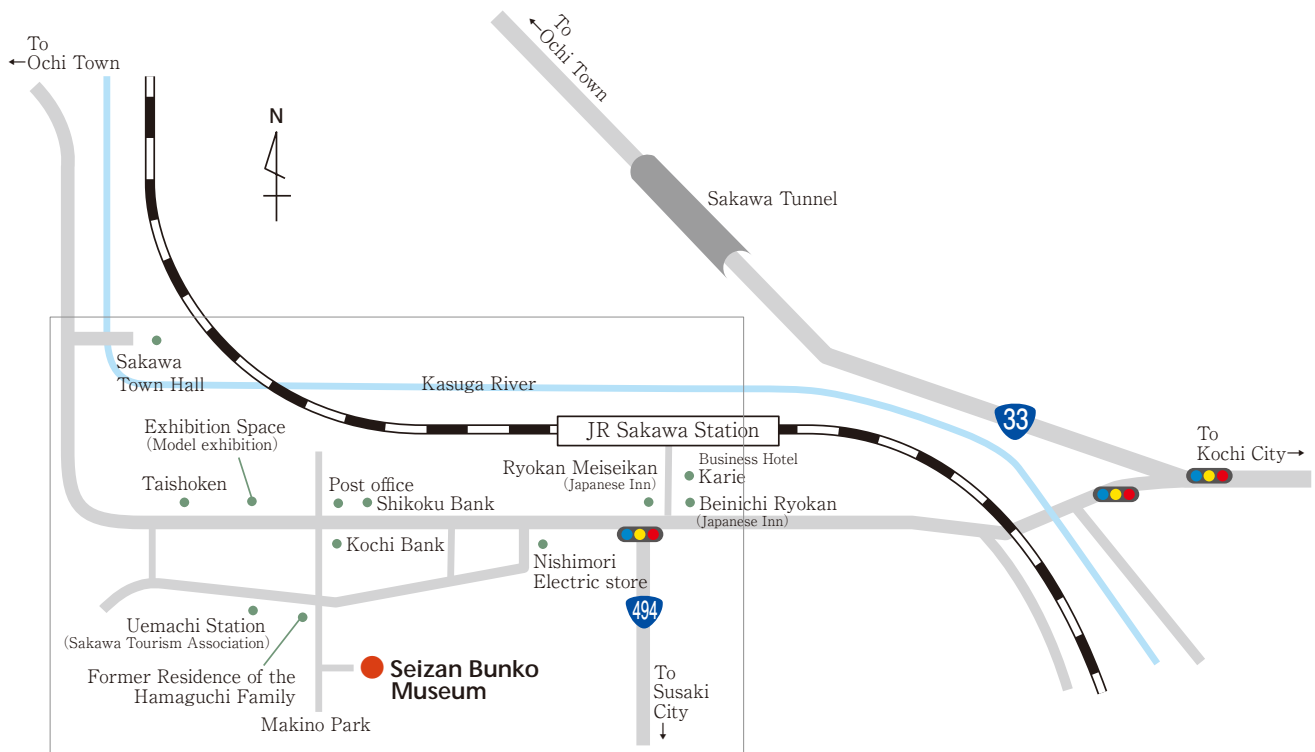 To
←Ochi Town
←To
Ochi Town
N
Sakawa Tunnel
Sakawa
Town Hall
Kasuga River
33
To
Kochi City→
Exhibition Space
(Model exhibition)
JR Sakawa Station
Taishoken
Post office
Shikoku Bank
Ryokan Meiseikan
(Japanese Inn)
Business Hotel
Karie
Beinichi Ryokan
(Japanese Inn)
Kochi Bank
Nishimori
Electric store
494
Uemachi Station
(Sakawa Tourism Association)
Former Residence of the
Hamaguchi Family
Seizan Bunko
Museum
Makino Park
To
Susaki
City
↓